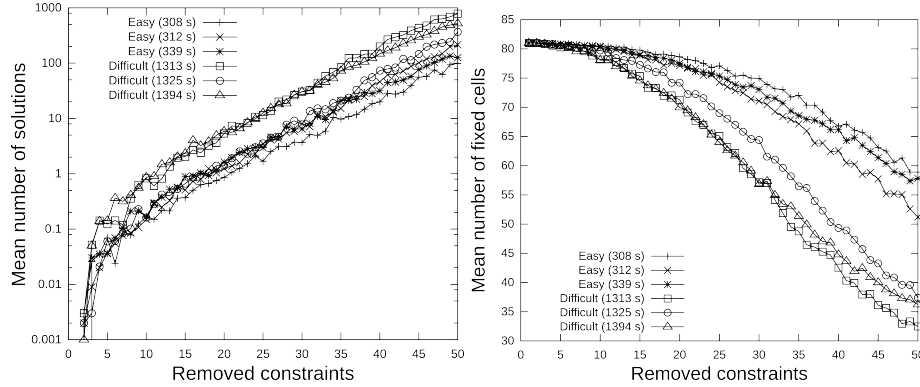 1000
100
10
1
0.1
0.01
0.001
Mean number of solutions
Easy (308 s)
Easy (312 s)
Easy (339 s)
Difficult (1313 s)
Difficult (1325 s)
Difficult (1394 s)
0 5 10 15 20 25 30 35 40 45 50
Removed constraints
85
80
75
70
65
60
55
50
45
40
35
30
Mean number of fixed cells
Easy (308 s)
Easy (312 s)
Easy (339 s)
Difficult (1313 s)
Difficult (1325 s)
Difficult (1394 s)
0 5 10 15 20 25 30 35 40 45 50
Removed constraints